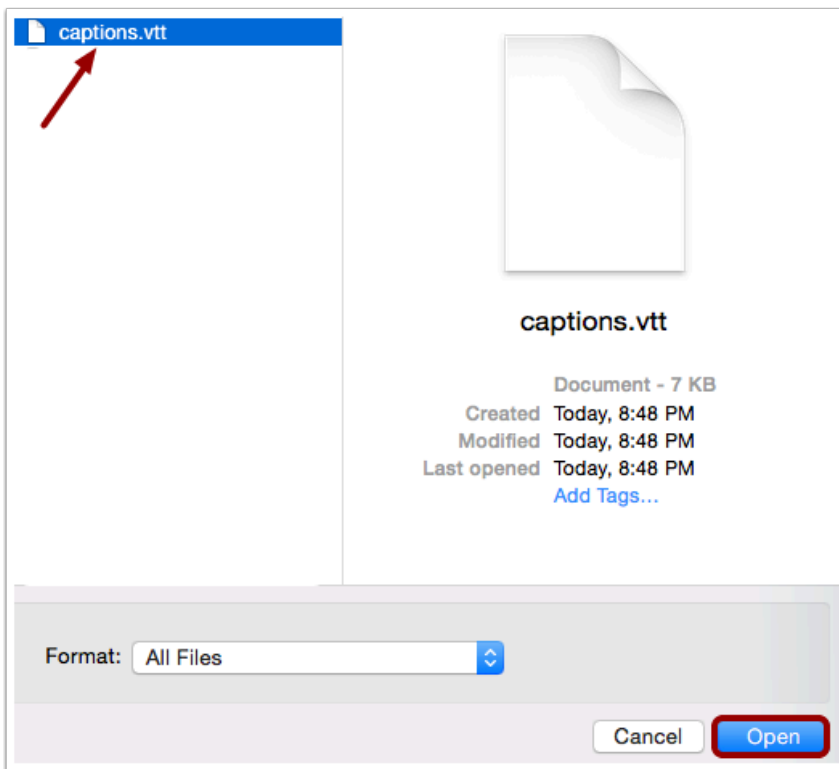 captions.vtt
captions.vtt
Document - 7 KB
Created Today, 8:48 PM
Modified Today, 8:48 PM
Last opened Today, 8:48 PM
Add Tags...
Format: All Files
Cancel Open